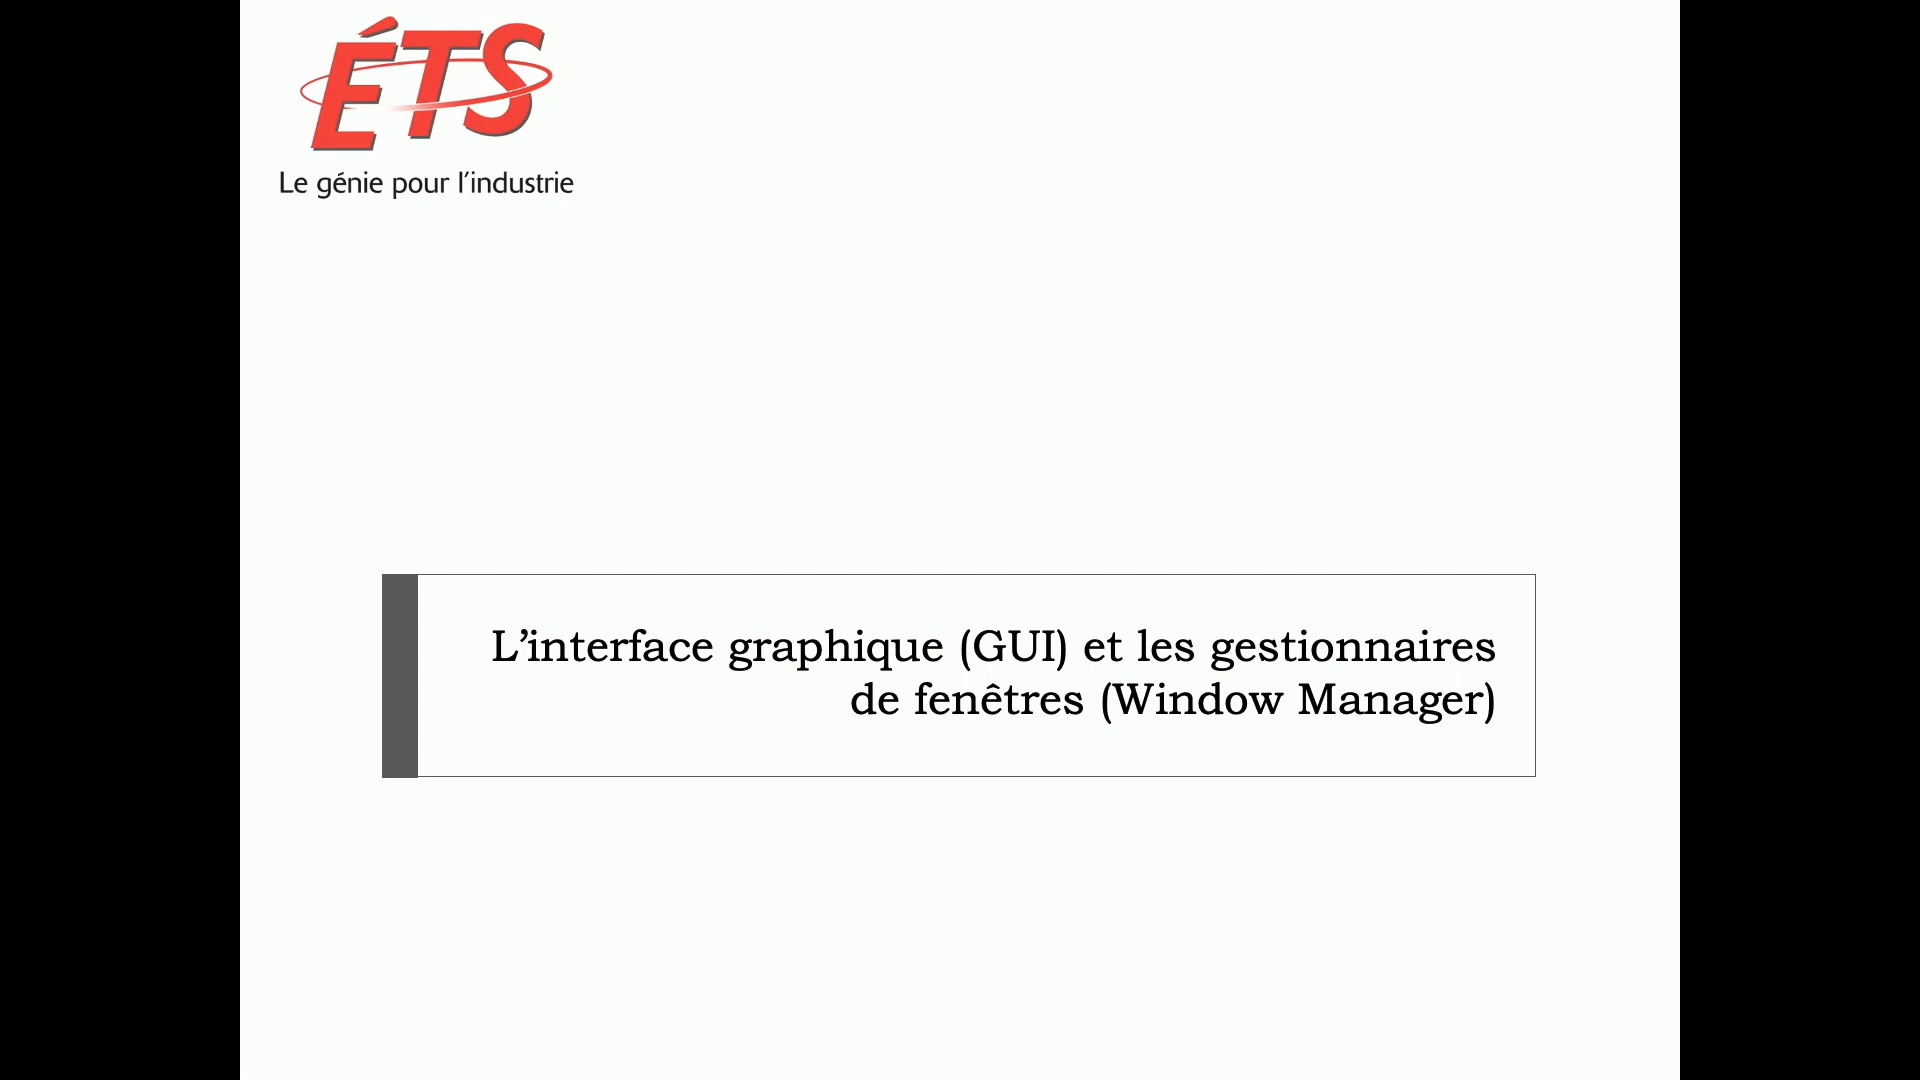 ÉTS
Le génie pour l'industrie
L’interface graphique (GUI) et les gestionnaires
de fenêtres (Window Manager)